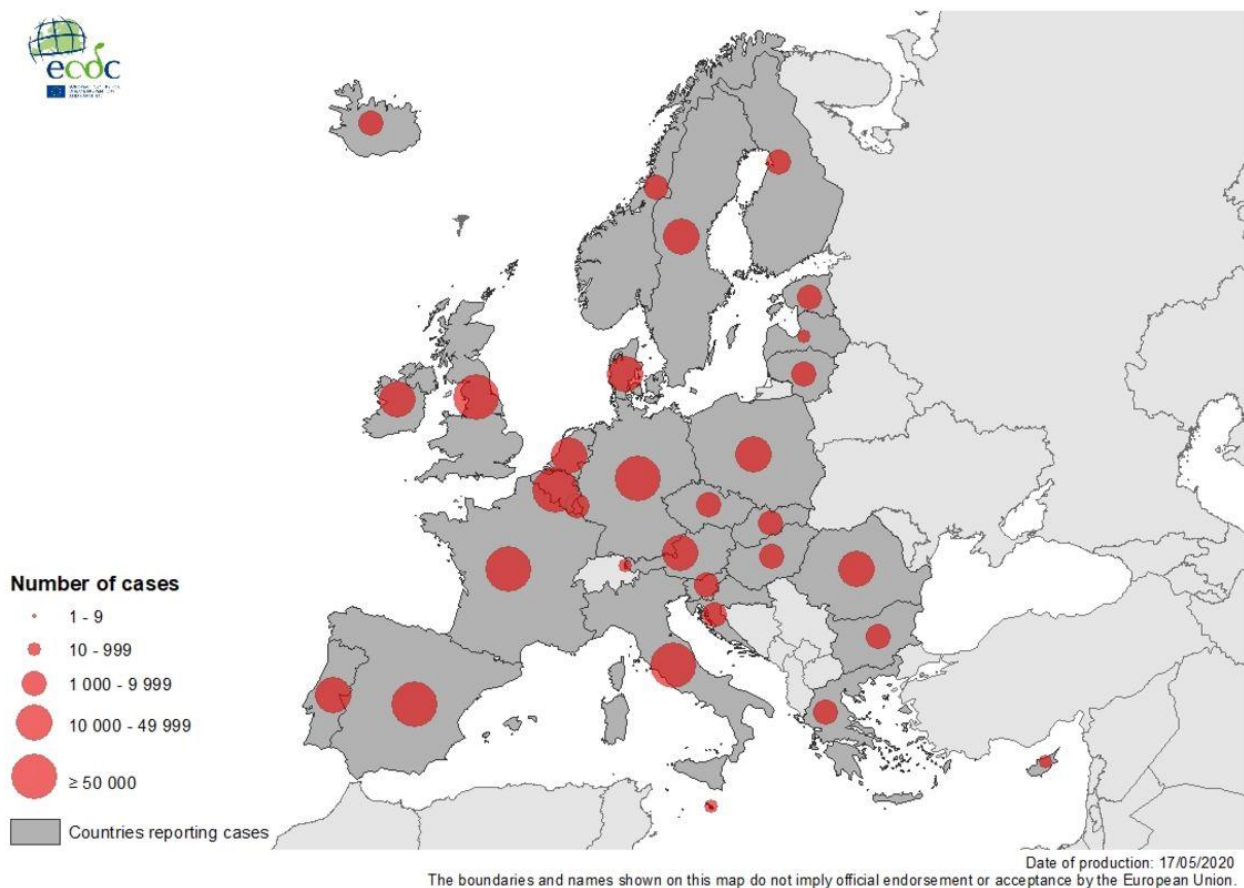 ecdc
Number of cases
1 - 9
10 - 999
1 000 - 9 999
10 000 - 49 999
≥ 50 000
Countries reporting cases
Date of production: 17/05/2020
The boundaries and names shown on this map do not imply official endorsement or acceptance by the European Union.